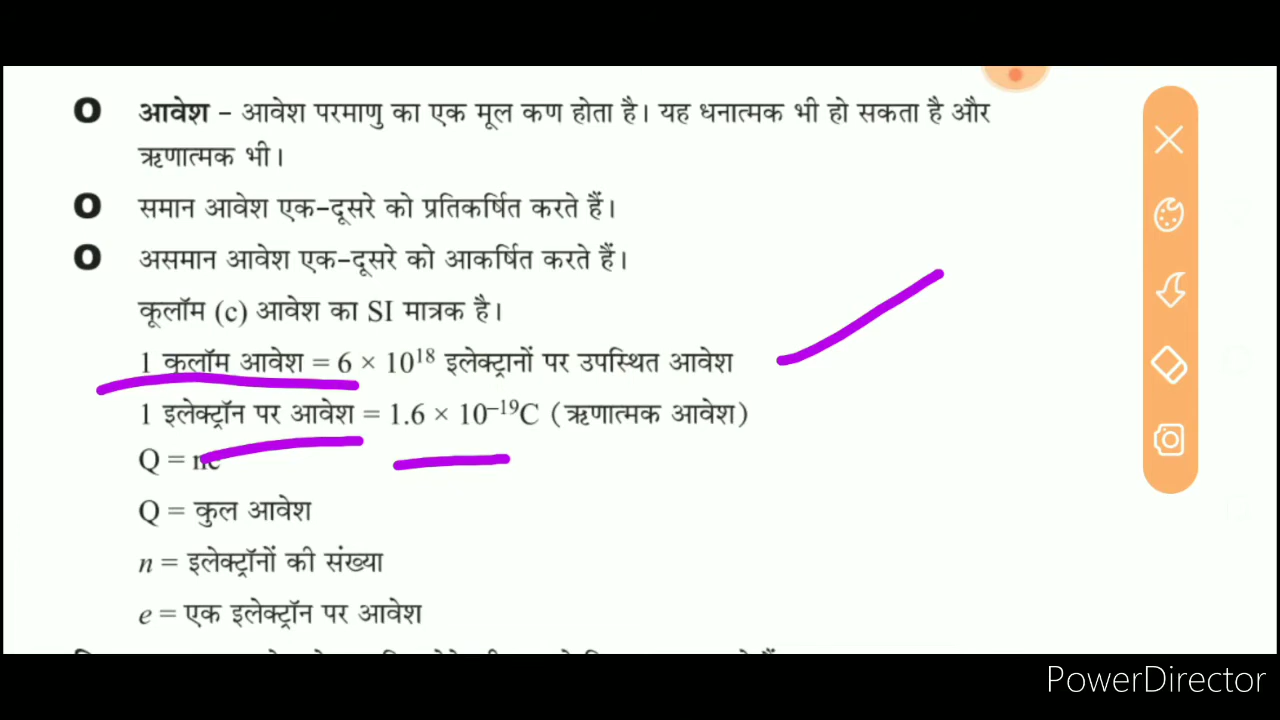 O आवेश – आवेश परमाणु का एक मूल कण होता है। यह धनात्मक भी हो सकता है और
ऋणात्मक भी।
O समान आवेश एक-दूसरे को प्रतिकर्षित करते हैं।
O असमान आवेश एक-दूसरे को आकर्षित करते हैं।
कूलॉम (c) आवेश का SI मात्रक है।
1 कूलॉम आवेश = 6 × 10¹⁸ इलेक्ट्रानों पर उपस्थित आवेश
1 इलेक्ट्रॉन पर आवेश = 1.6 × 10⁻¹⁹C (ऋणात्मक आवेश)
Q = ne
Q = कुल आवेश
n = इलेक्ट्रॉनों की संख्या
e = एक इलेक्ट्रॉन पर आवेश
PowerDirector